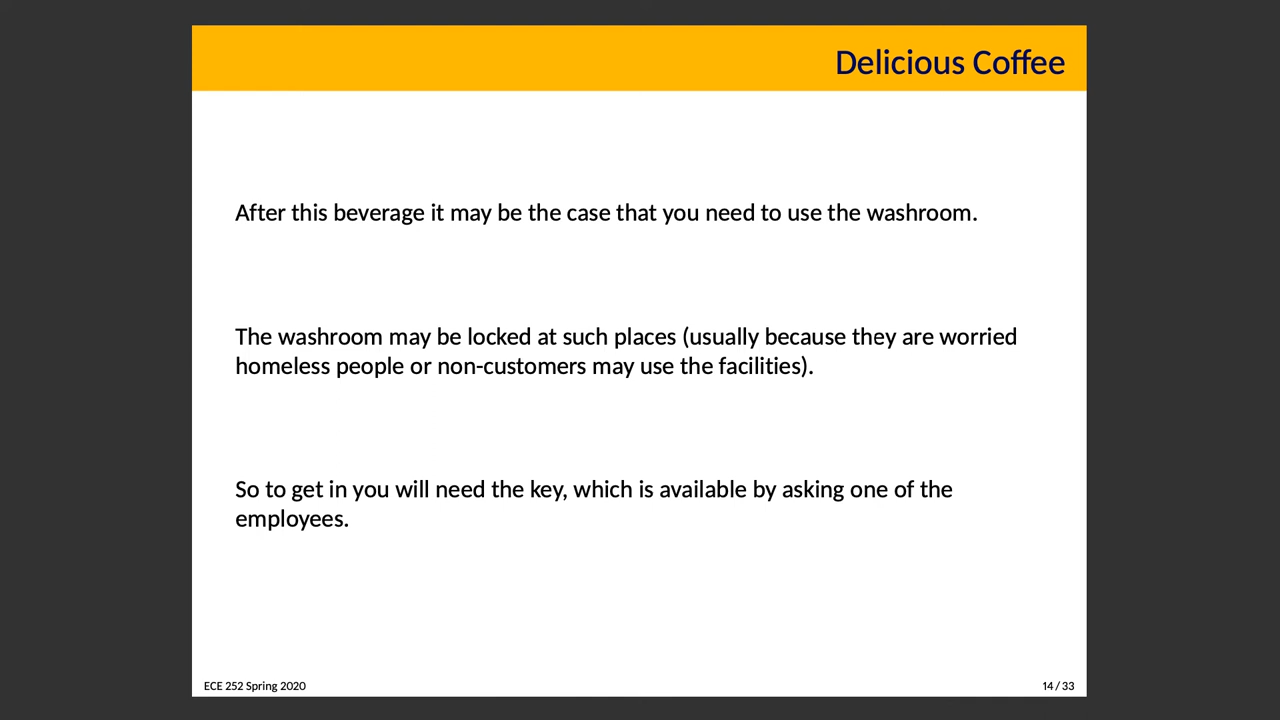 Delicious Coffee
After this beverage it may be the case that you need to use the washroom.
The washroom may be locked at such places (usually because they are worried
homeless people or non-customers may use the facilities).
So to get in you will need the key, which is available by asking one of the
employees.
ECE 252 Spring 2020
14 / 33